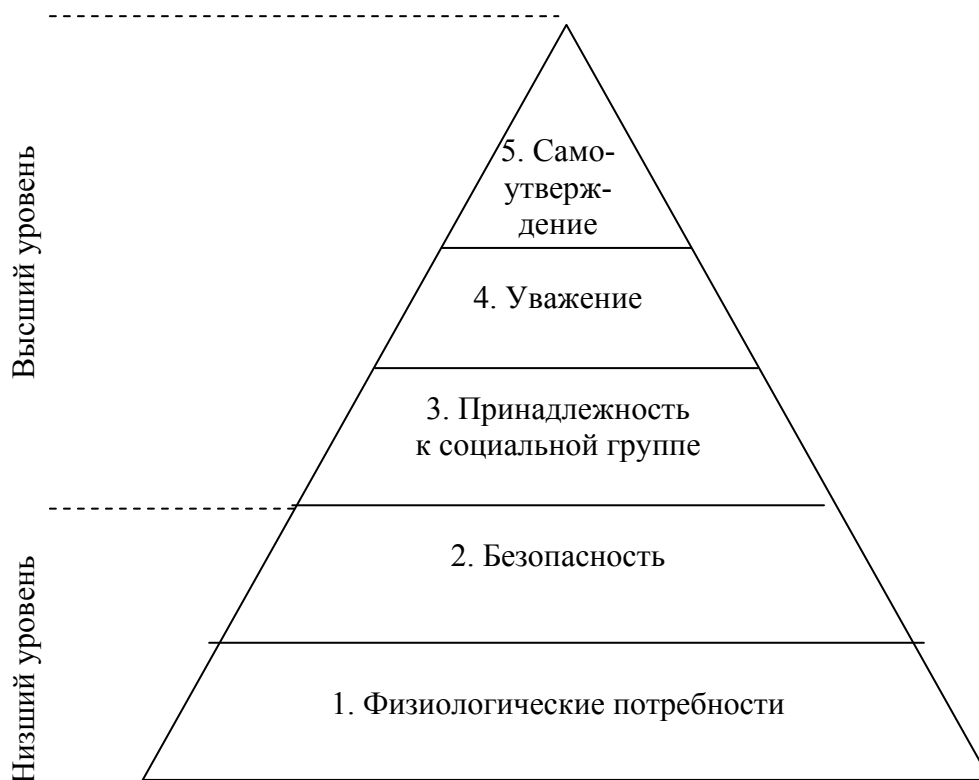 Высший уровень
5. Само-
утверж-
дение
4. Уважение
3. Принадлежность
к социальной группе
Низший уровень
2. Безопасность
1. Физиологические потребности